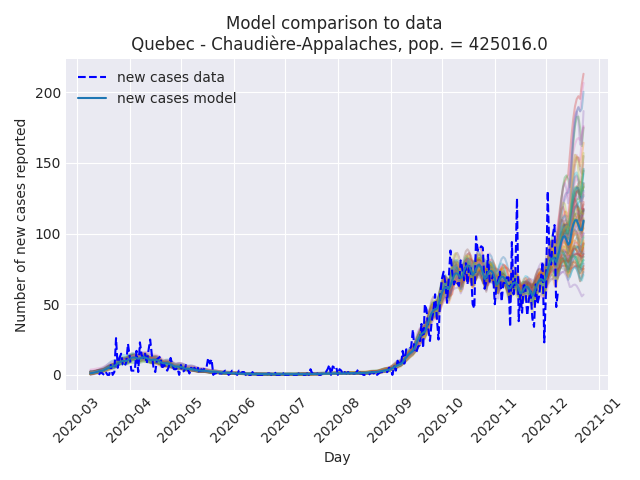 Model comparison to data
Quebec - Chaudière-Appalaches, pop. = 425016.0
new cases data
new cases model
Number of new cases reported
200
150
100
50
0
2020-03
2020-04
2020-05
2020-06
2020-07
2020-08
2020-09
2020-10
2020-11
2020-12
2021-01
Day